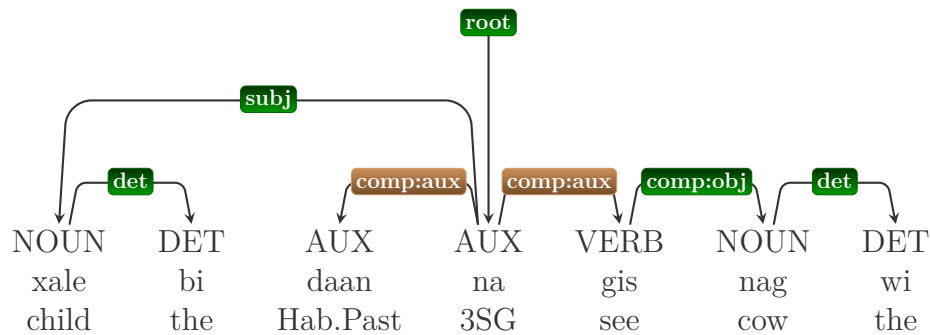 root
subj
det comp:aux comp:aux comp:obj det
NOUN DET AUX AUX VERB NOUN DET
xale bi daan na gis nag wi
child the Hab.Past 3SG see cow the